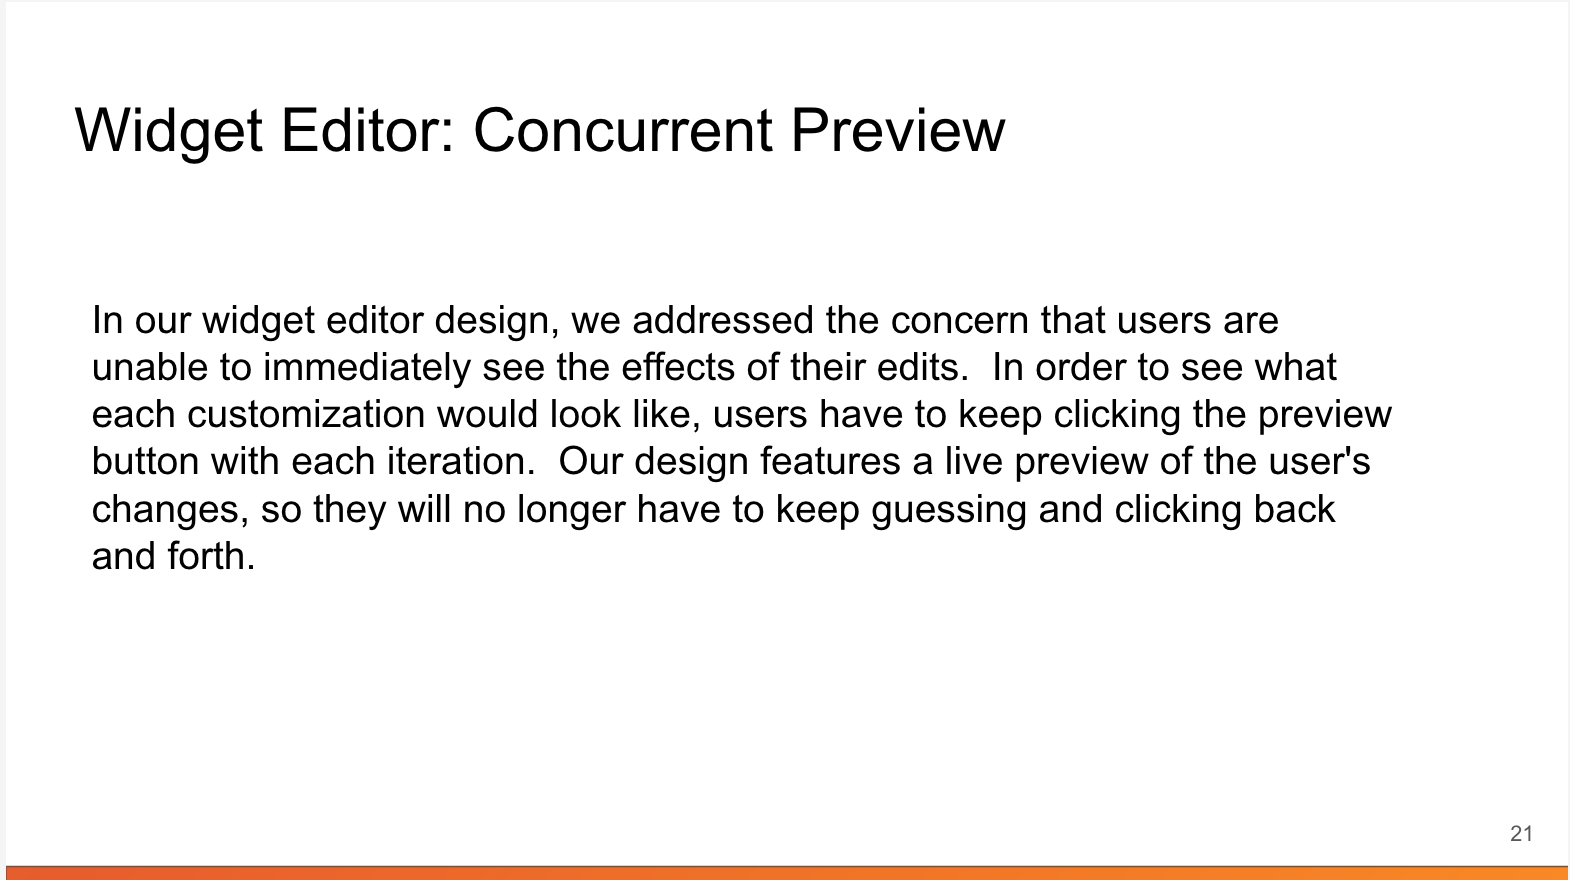 Widget Editor: Concurrent Preview
In our widget editor design, we addressed the concern that users are
unable to immediately see the effects of their edits.  In order to see what
each customization would look like, users have to keep clicking the preview
button with each iteration.  Our design features a live preview of the user's
changes, so they will no longer have to keep guessing and clicking back
and forth.
21